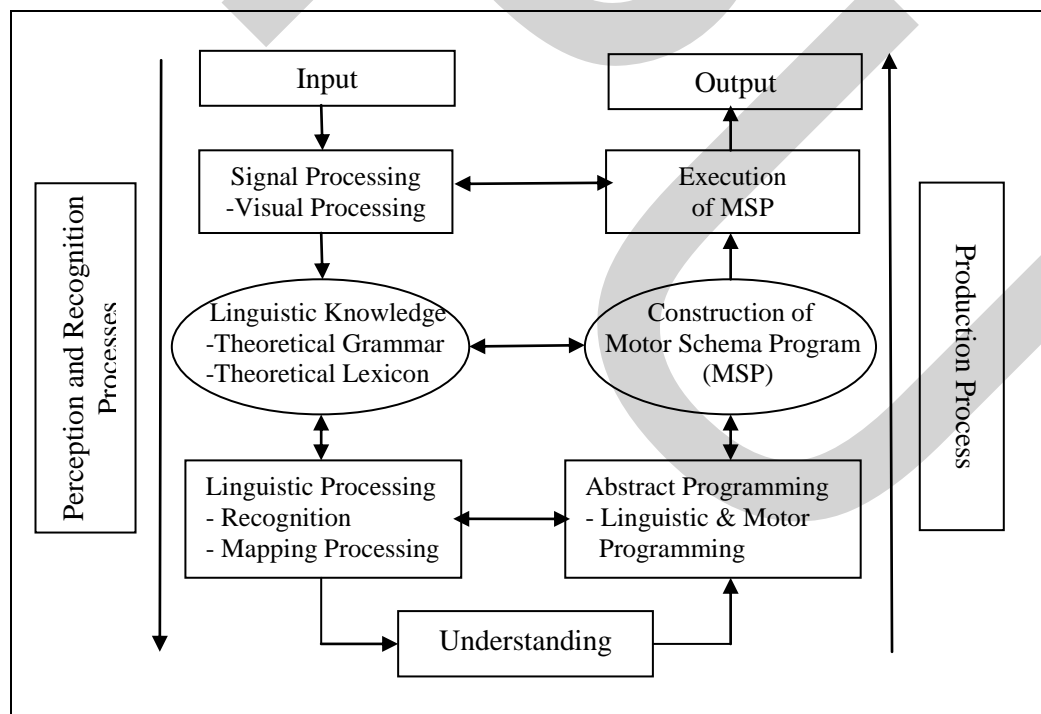 Input
Output
Signal Processing
-Visual Processing
Execution
of MSP
Perception and Recognition
Processes
Linguistic Knowledge
-Theoretical Grammar
-Theoretical Lexicon
Construction of
Motor Schema Program
(MSP)
Production Process
Linguistic Processing
- Recognition
- Mapping Processing
Abstract Programming
- Linguistic & Motor
Programming
Understanding